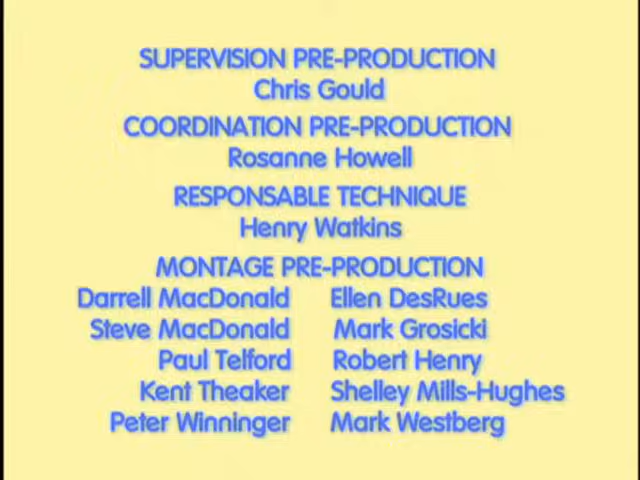 SUPERVISION PRE-PRODUCTION
Chris Gould
COORDINATION PRE-PRODUCTION
Rosanne Howell
RESPONSABLE TECHNIQUE
Henry Watkins
MONTAGE PRE-PRODUCTION
Darrell MacDonald Ellen DesRues
Steve MacDonald Mark Grosicki
Paul Telford Robert Henry
Kent Theaker Shelley Mills-Hughes
Peter Winninger Mark Westberg